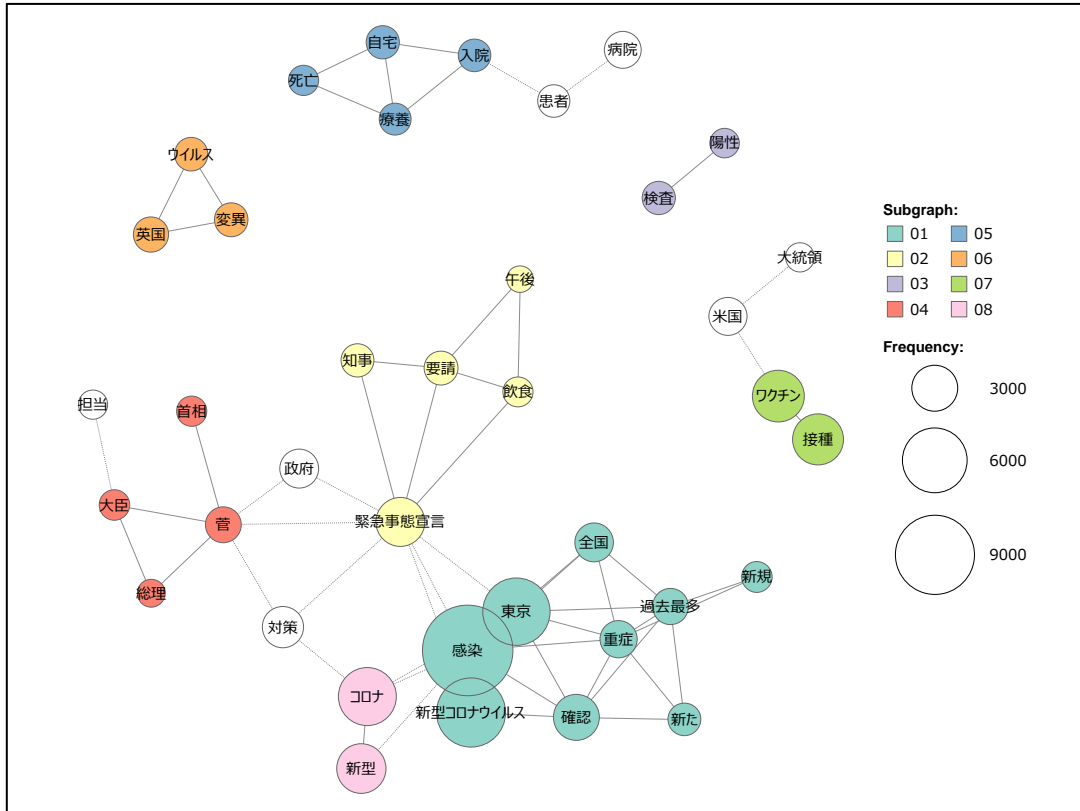 自宅
入院
病院
死亡
患者
療養
陽性
ウイルス
検査
変異
英国
大統領
午後
米国
知事
要請
飲食
ワクチン
接種
担当
首相
政府
大臣
菅
緊急事態宣言
全国
新規
総理
東京
過去最多
対策
重症
感染
コロナ
新型コロナウイルス
確認
新た
新型
Subgraph:
01
05
02
06
03
07
04
08
Frequency:
3000
6000
9000